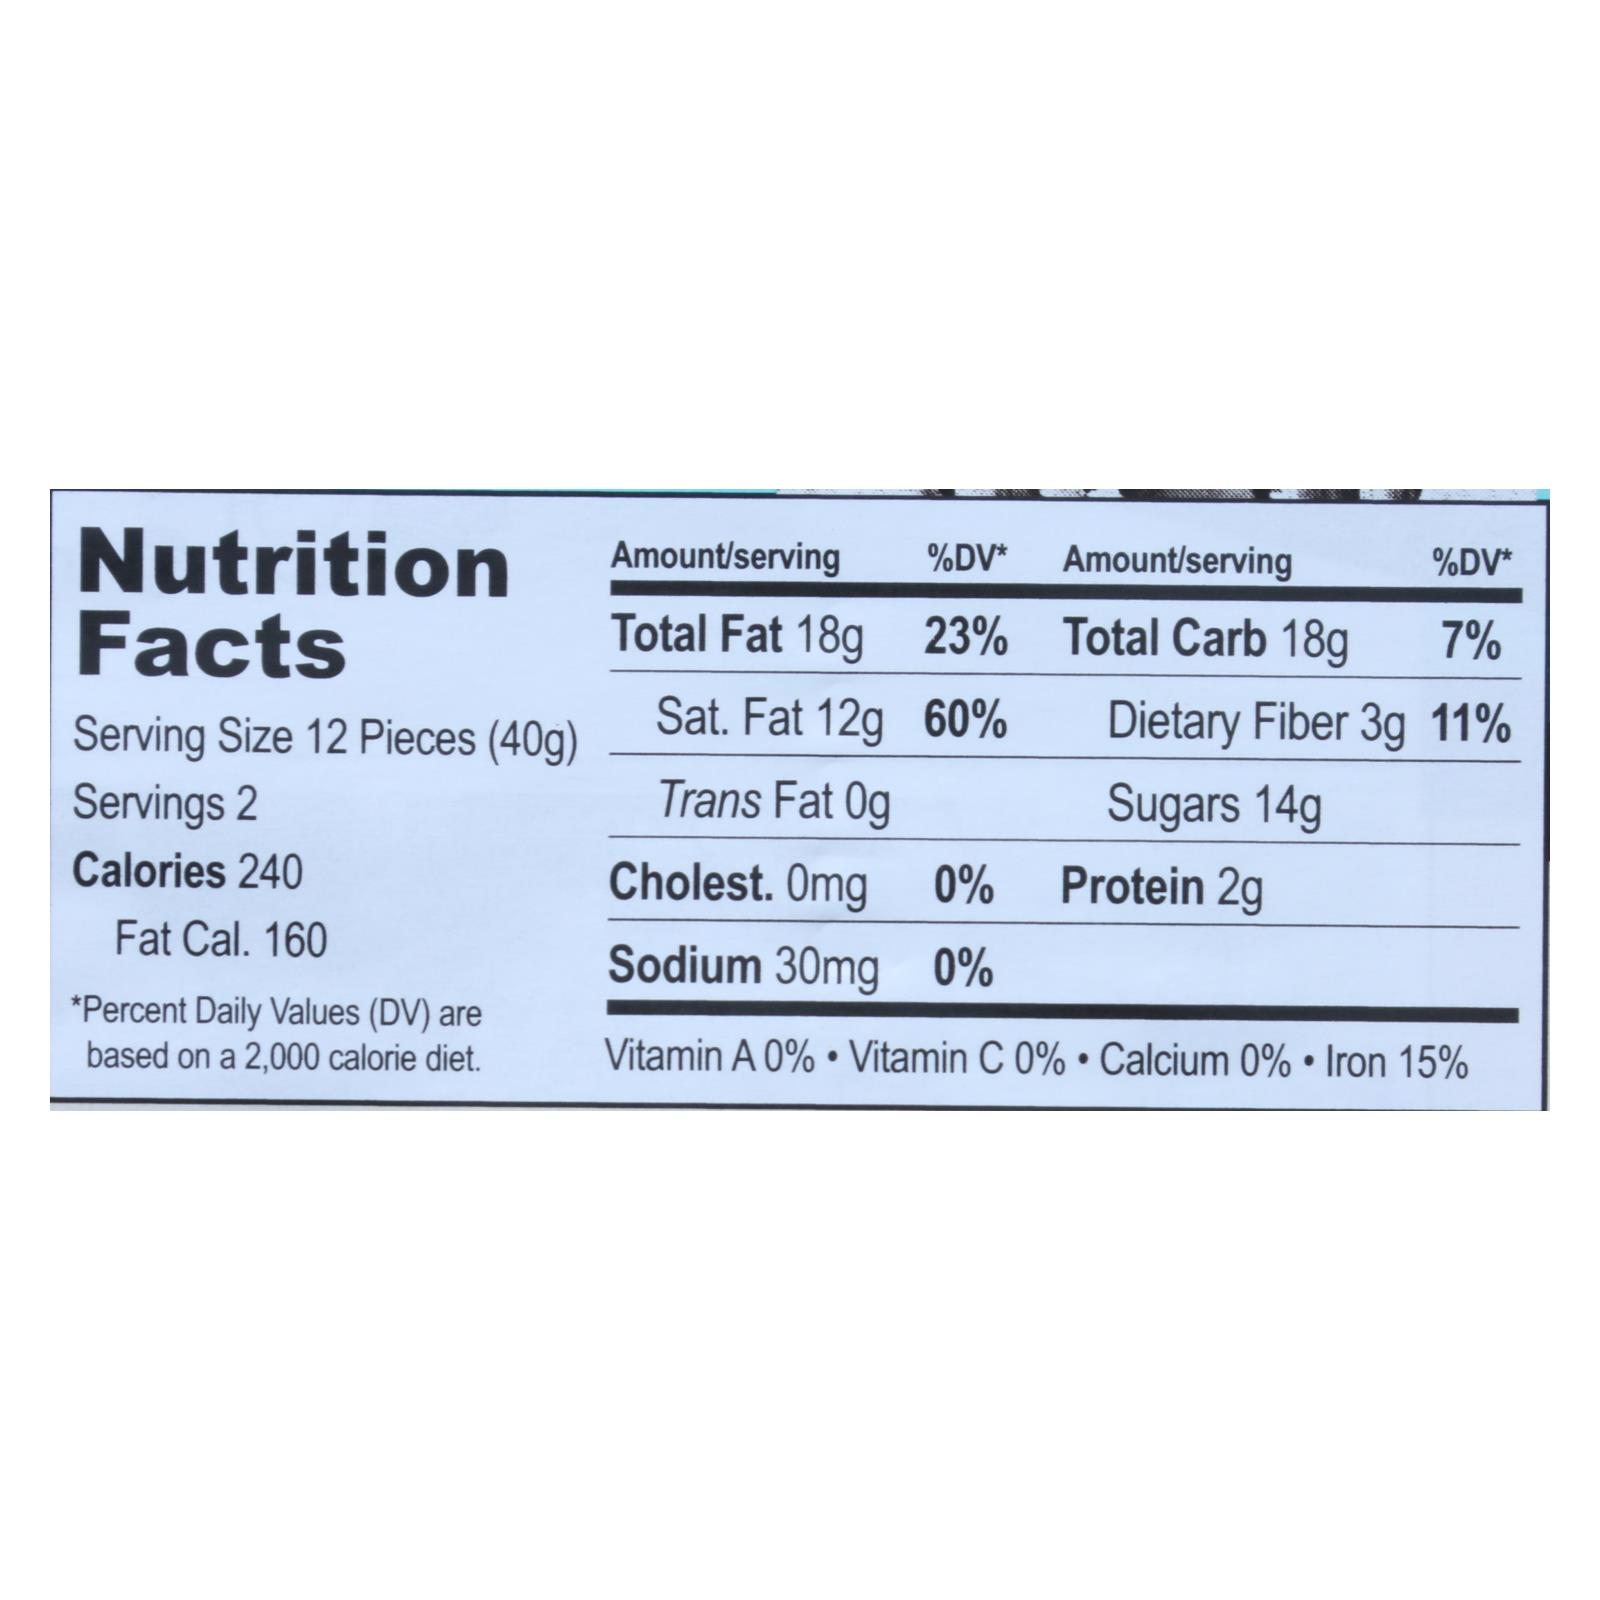 Nutrition
Facts
Serving Size 12 Pieces (40g)
Servings 2
Calories 240
Fat Cal. 160
*Percent Daily Values (DV) are
based on a 2,000 calorie diet.
Amount/serving %DV* Amount/serving %DV*
Total Fat 18g 23% Total Carb 18g 7%
Sat. Fat 12g 60% Dietary Fiber 3g 11%
Trans Fat 0g Sugars 14g
Cholest. 0mg 0% Protein 2g
Sodium 30mg 0%
Vitamin A 0% • Vitamin C 0% • Calcium 0% • Iron 15%